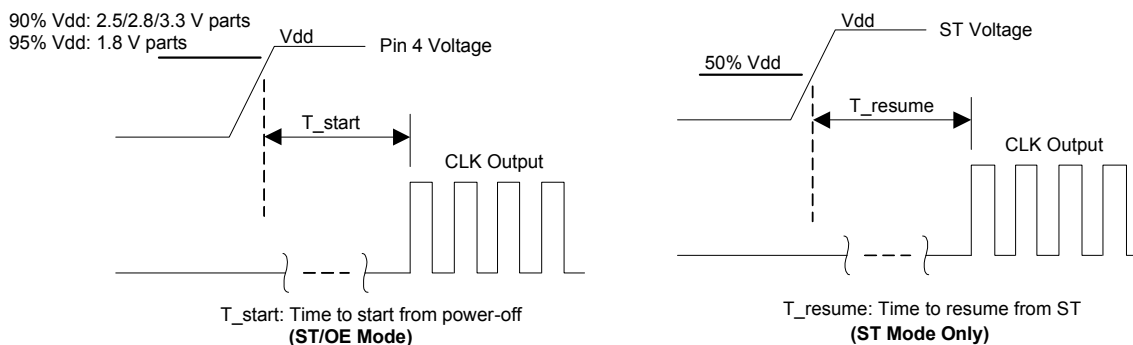 90% Vdd: 2.5/2.8/3.3 V parts
95% Vdd: 1.8 V parts
Vdd
Pin 4 Voltage
T_start
CLK Output
T_start: Time to start from power-off
(ST/OE Mode)
Vdd
ST Voltage
50% Vdd
T_resume
CLK Output
T_resume: Time to resume from ST
(ST Mode Only)